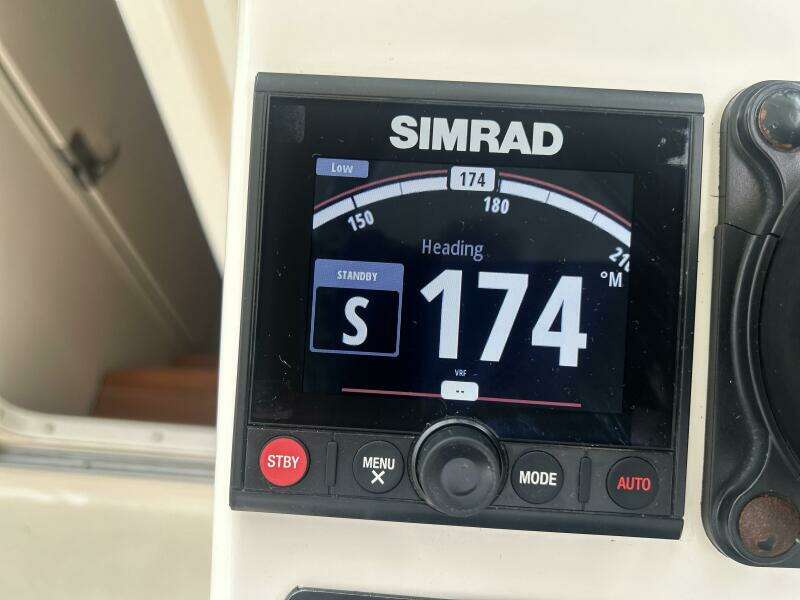 SIMRAD
Low
174
150
180
Heading
STANDBY
S
174
°M
VRF
--
STBY
MENU
X
MODE
AUTO